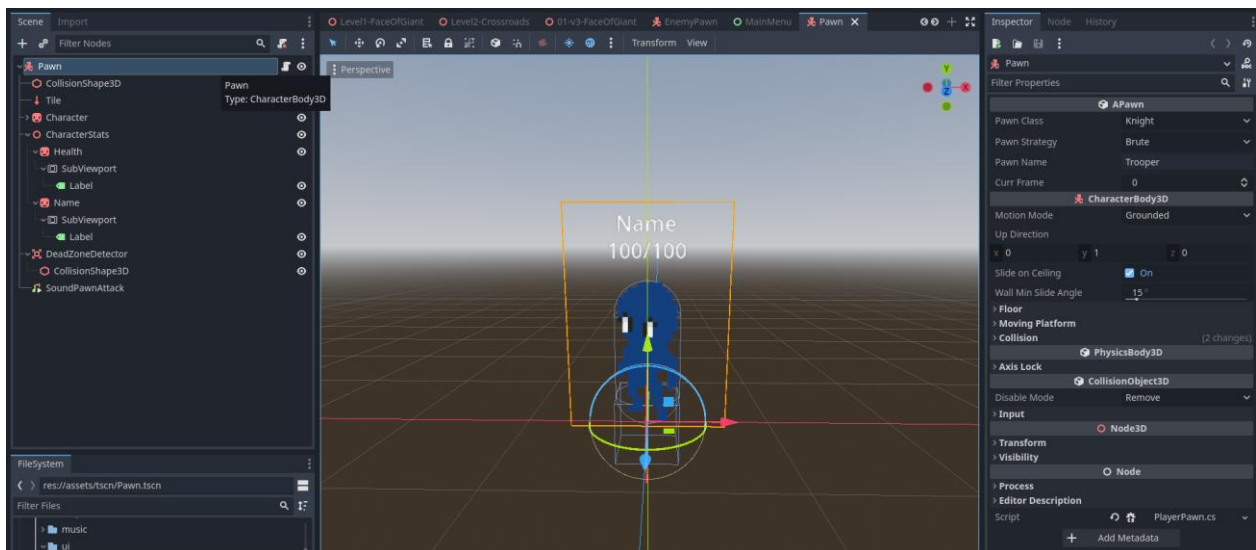 Scene Import
Filter Nodes
Pawn
CollisionShape3D
Tile
Character
CharacterStats
Health
SubViewport
Label
Name
SubViewport
Label
DeadZoneDetector
CollisionShape3D
SoundPawnAttack
Pawn
Type: CharacterBody3D
FileSystem
res://assets/tscn/Pawn.tscn
Filter Files
music
ui
Level1-FaceOfGiant Level2-Crossroads 01-v3-FaceOfGiant EnemyPawn MainMenu Pawn
Transform View
Perspective
Y
X
Z
Name
100/100
Inspector Node History
Pawn
Filter Properties
APawn
Pawn Class Knight
Pawn Strategy Brute
Pawn Name Trooper
Curr Frame 0
CharacterBody3D
Motion Mode Grounded
Up Direction
x 0 y 1 z 0
Slide on Ceiling On
Wall Min Slide Angle 15 °
Floor
Moving Platform
Collision (2 changes)
PhysicsBody3D
Axis Lock
CollisionObject3D
Disable Mode Remove
Input
Node3D
Transform
Visibility
Node
Process
Editor Description
Script PlayerPawn.cs
+ Add Metadata